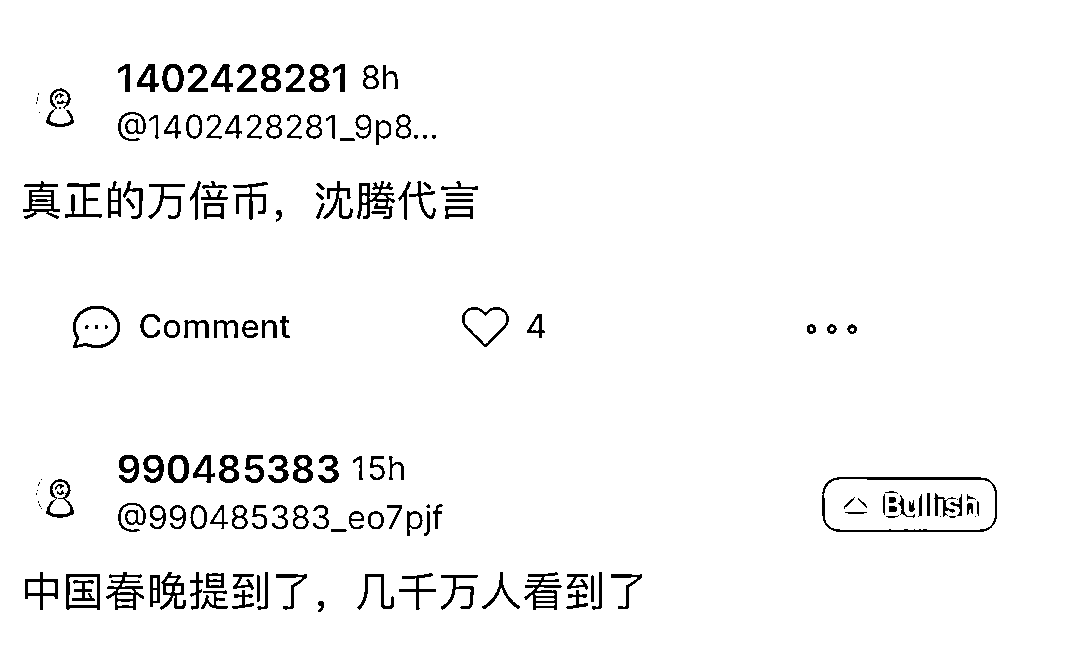 1402428281 8h
@1402428281_9p8...
真正的万倍币，沈腾代言
Comment 4
990485383 15h
@990485383_eo7pjf
Bullish
中国春晚提到了，几千万人看到了